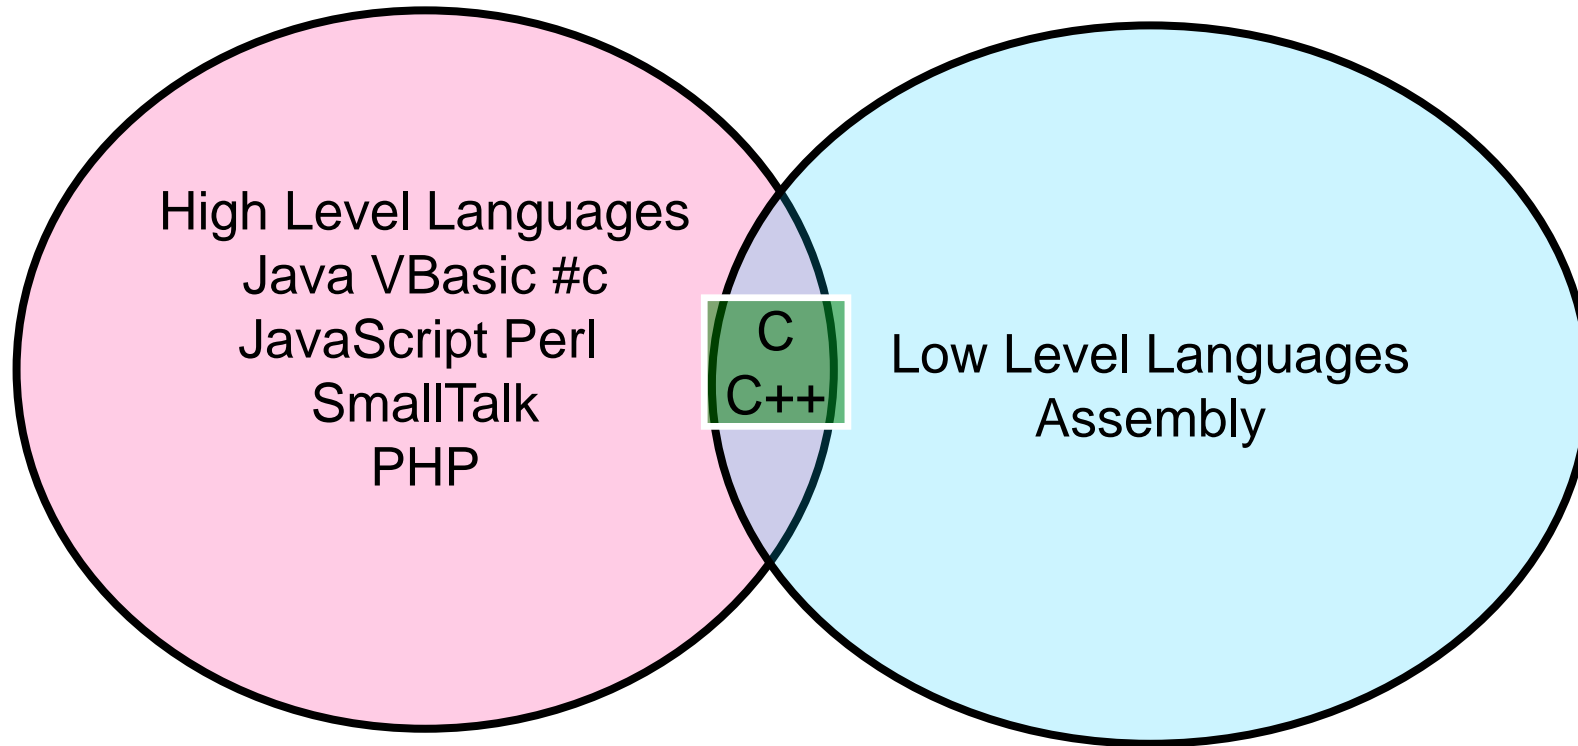 High Level Languages
Java VBasic #c
JavaScript Perl
SmallTalk
PHP
C
C++
Low Level Languages
Assembly